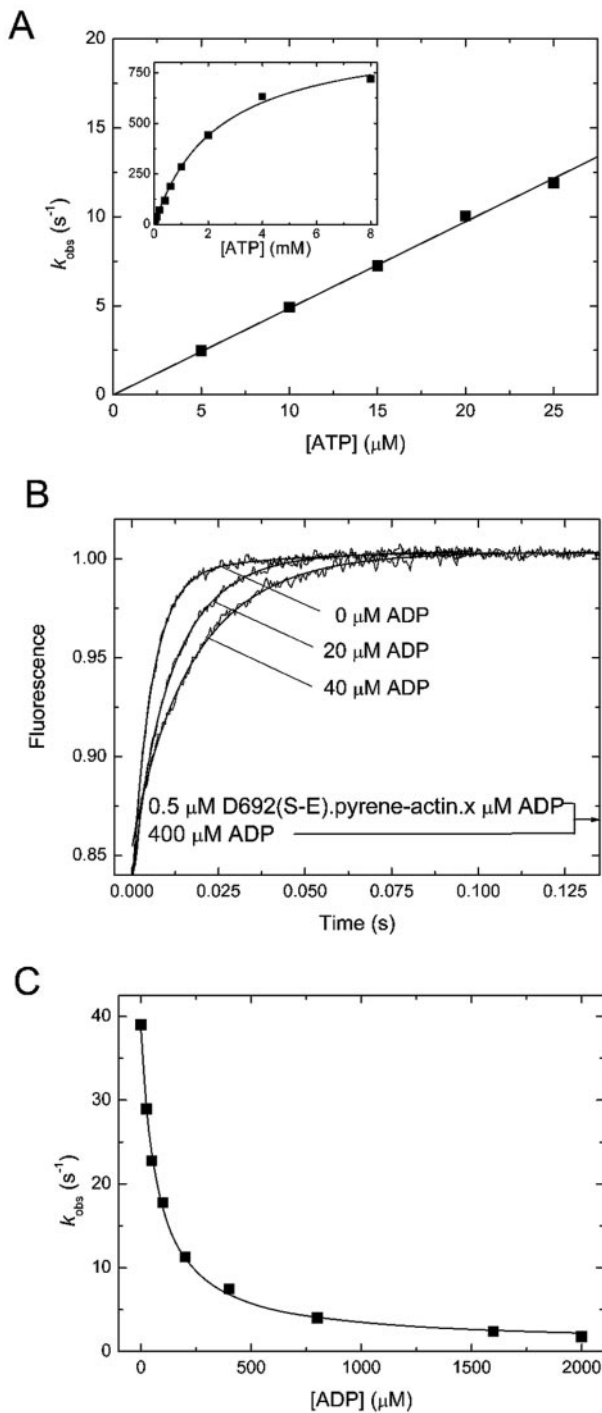 A
20
15
10
5
0
k_obs (s⁻¹)
750
500
250
0
0 2 4 6 8
[ATP] (mM)
0 5 10 15 20 25
[ATP] (μM)
B
1.00
0.95
0.90
0.85
Fluorescence
0 μM ADP
20 μM ADP
40 μM ADP
0.5 μM D692(S-E).pyrene-actin.x μM ADP
400 μM ADP
0.000 0.025 0.050 0.075 0.100 0.125
Time (s)
C
40
30
20
10
0
k_obs (s⁻¹)
0 500 1000 1500 2000
[ADP] (μM)